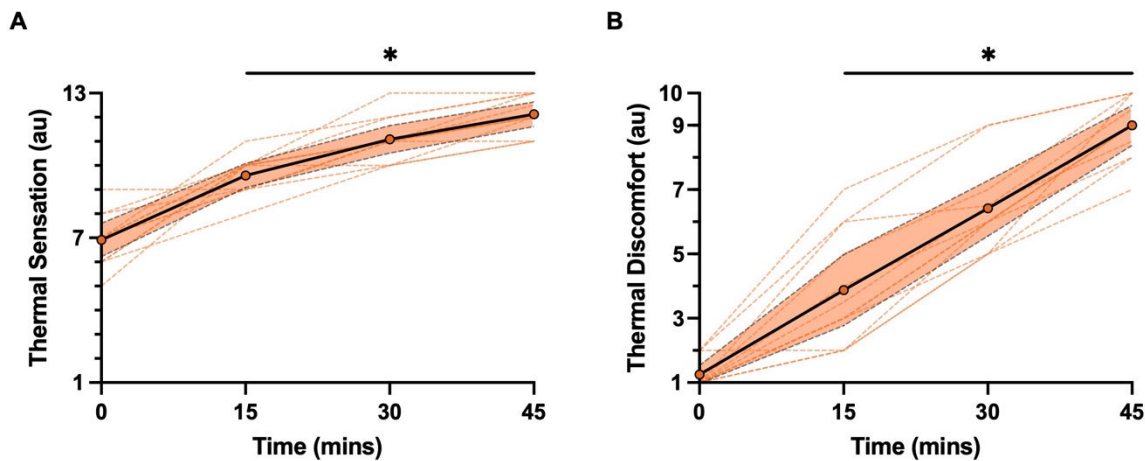 A
*
Thermal Sensation (au)
13
7
1
0 15 30 45
Time (mins)
B
*
Thermal Discomfort (au)
10
9
7
5
3
1
0 15 30 45
Time (mins)